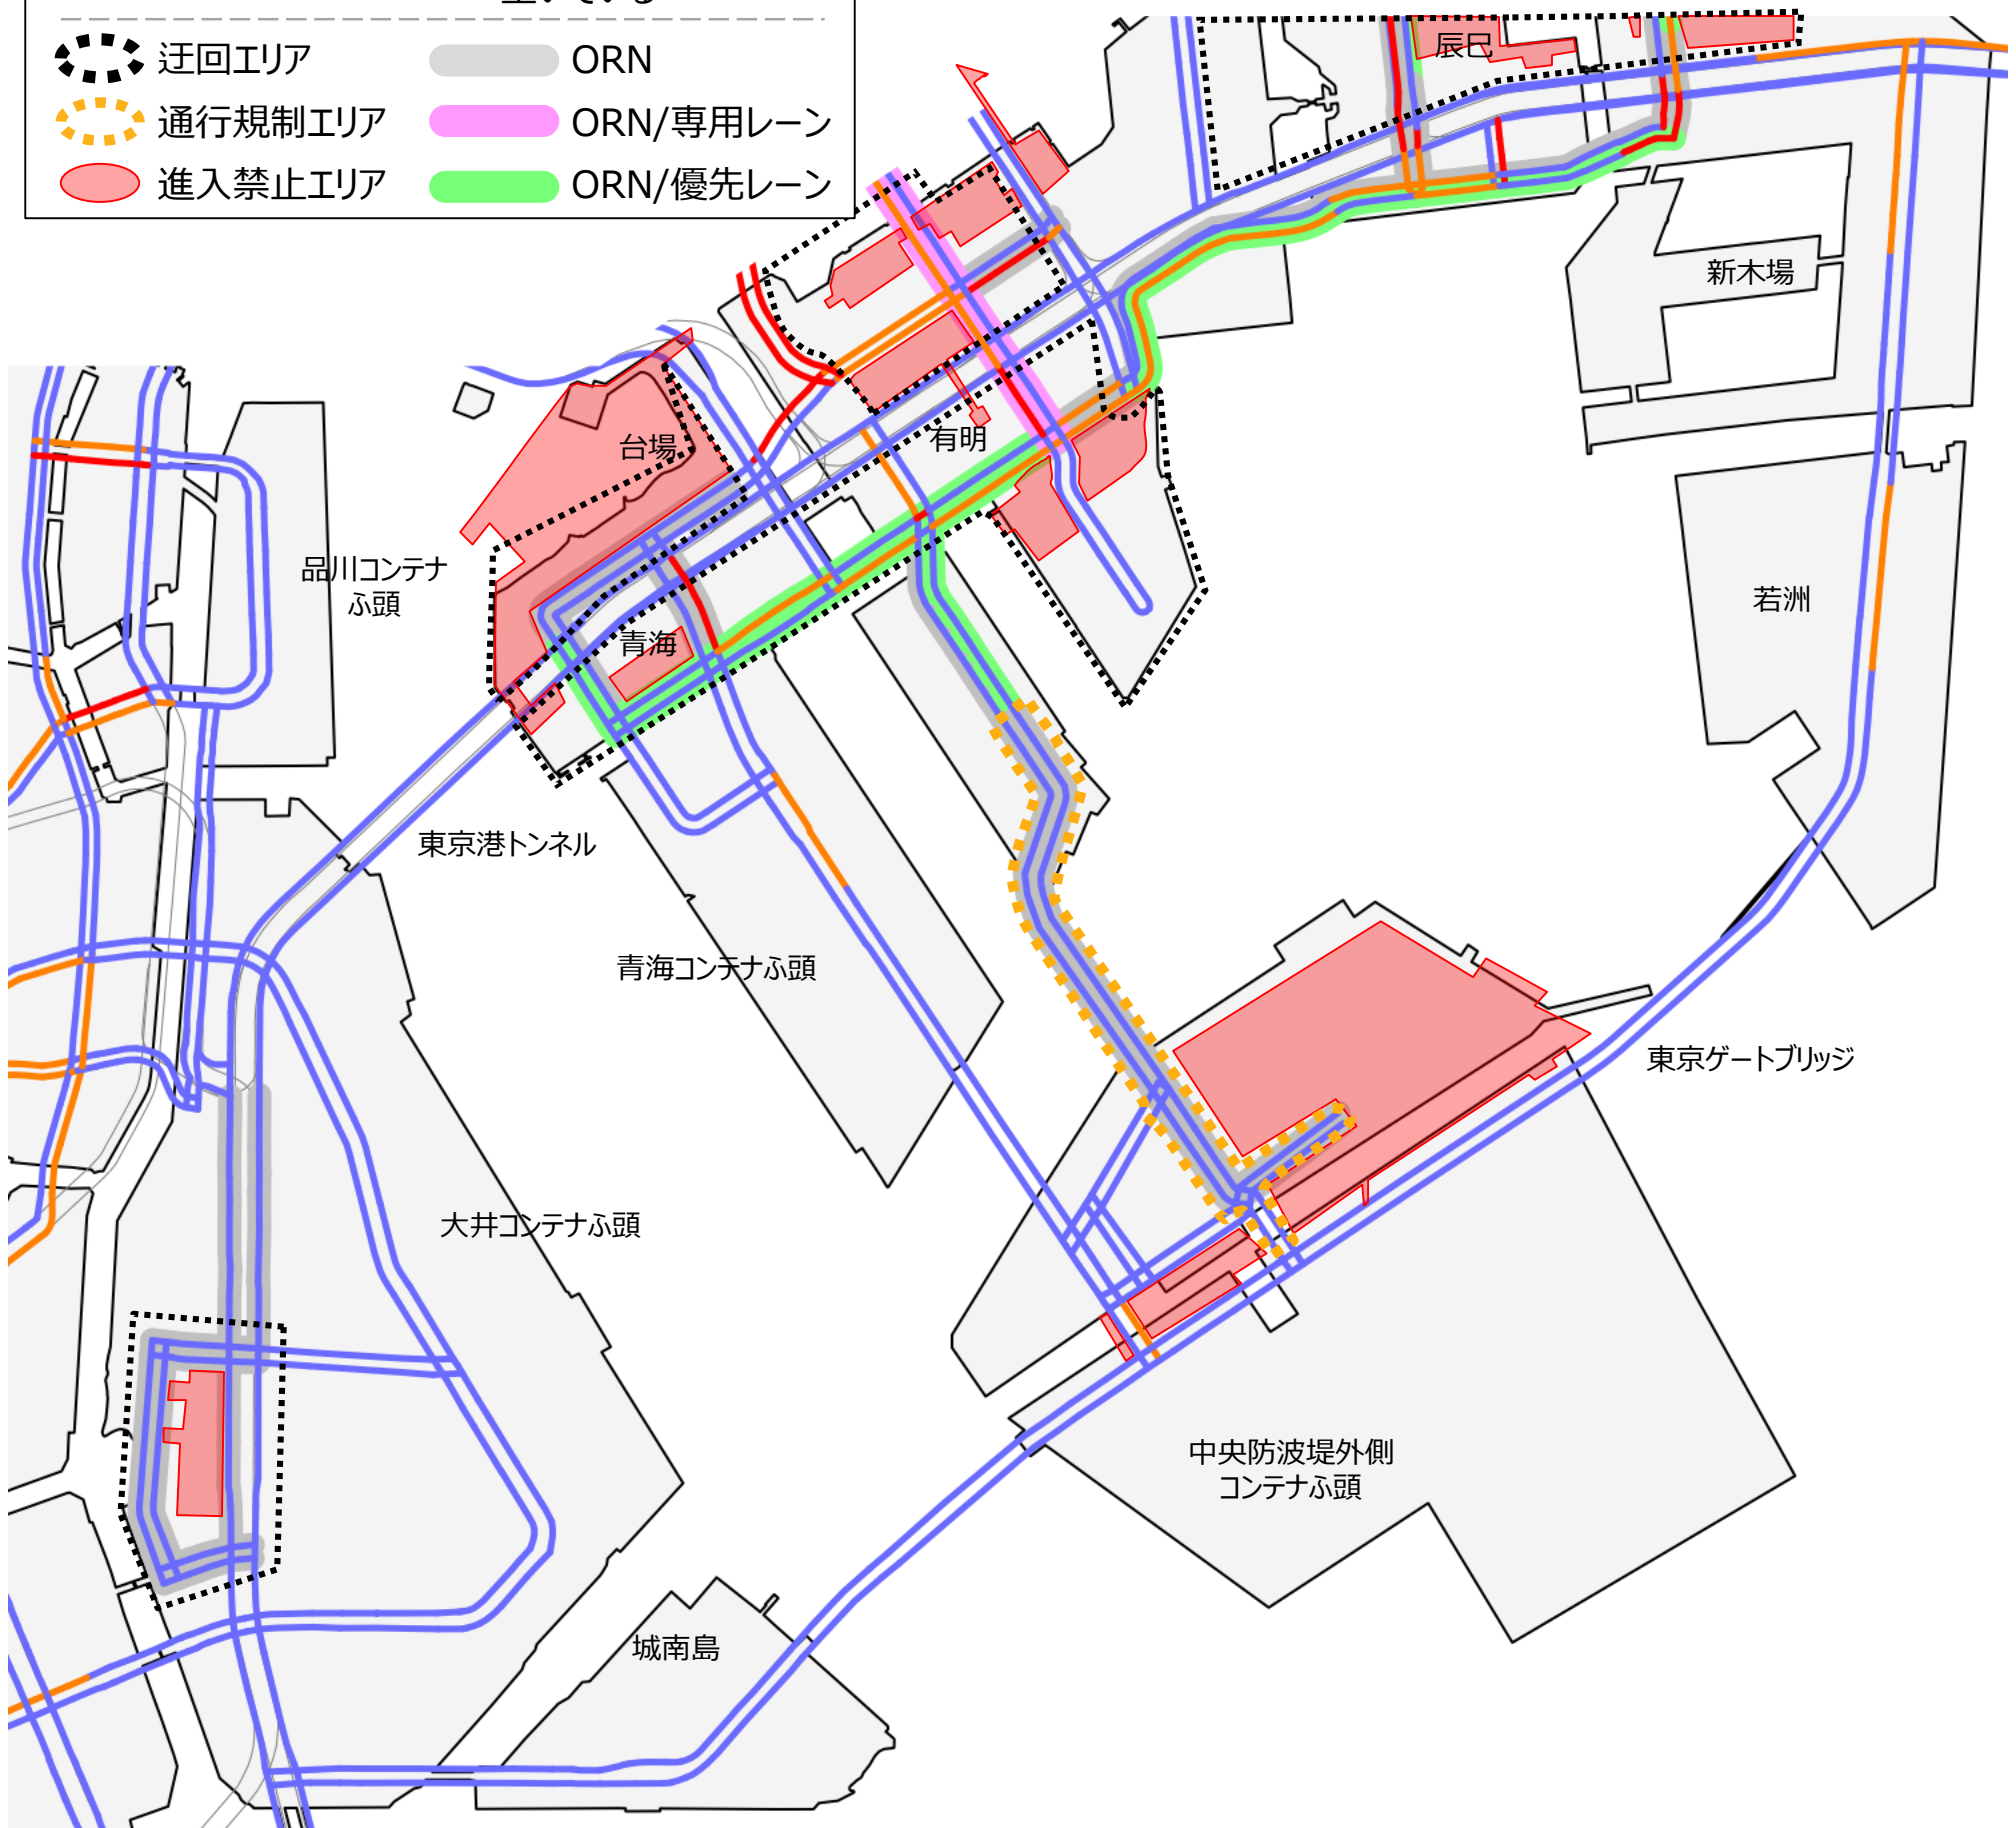 空いている
迂回エリア
ORN
通行規制エリア
ORN/専用レーン
進入禁止エリア
ORN/優先レーン
辰巳
新木場
有明
台場
品川コンテナ
ふ頭
青海
若洲
東京港トンネル
青海コンテナふ頭
東京ゲートブリッジ
大井コンテナふ頭
中央防波堤外側
コンテナふ頭
城南島